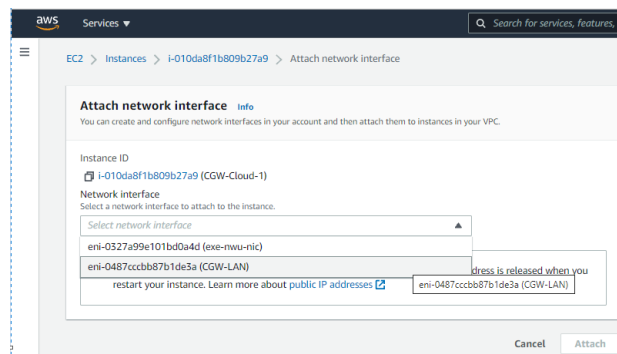 aws Services ▼ Search for services, features,
EC2 > Instances > i-010da8f1b809b27a9 > Attach network interface
Attach network interface Info
You can create and configure network interfaces in your account and then attach them to instances in your VPC.
Instance ID
i-010da8f1b809b27a9 (CGW-Cloud-1)
Network interface
Select a network interface to attach to the instance.
Select network interface
eni-0327a99e101bd0a4d (exe-nwu-nic)
eni-0487cccbb87b1de3a (CGW-LAN)
dress is released when you
restart your instance. Learn more about public IP addresses
eni-0487cccbb87b1de3a (CGW-LAN)
Cancel Attach